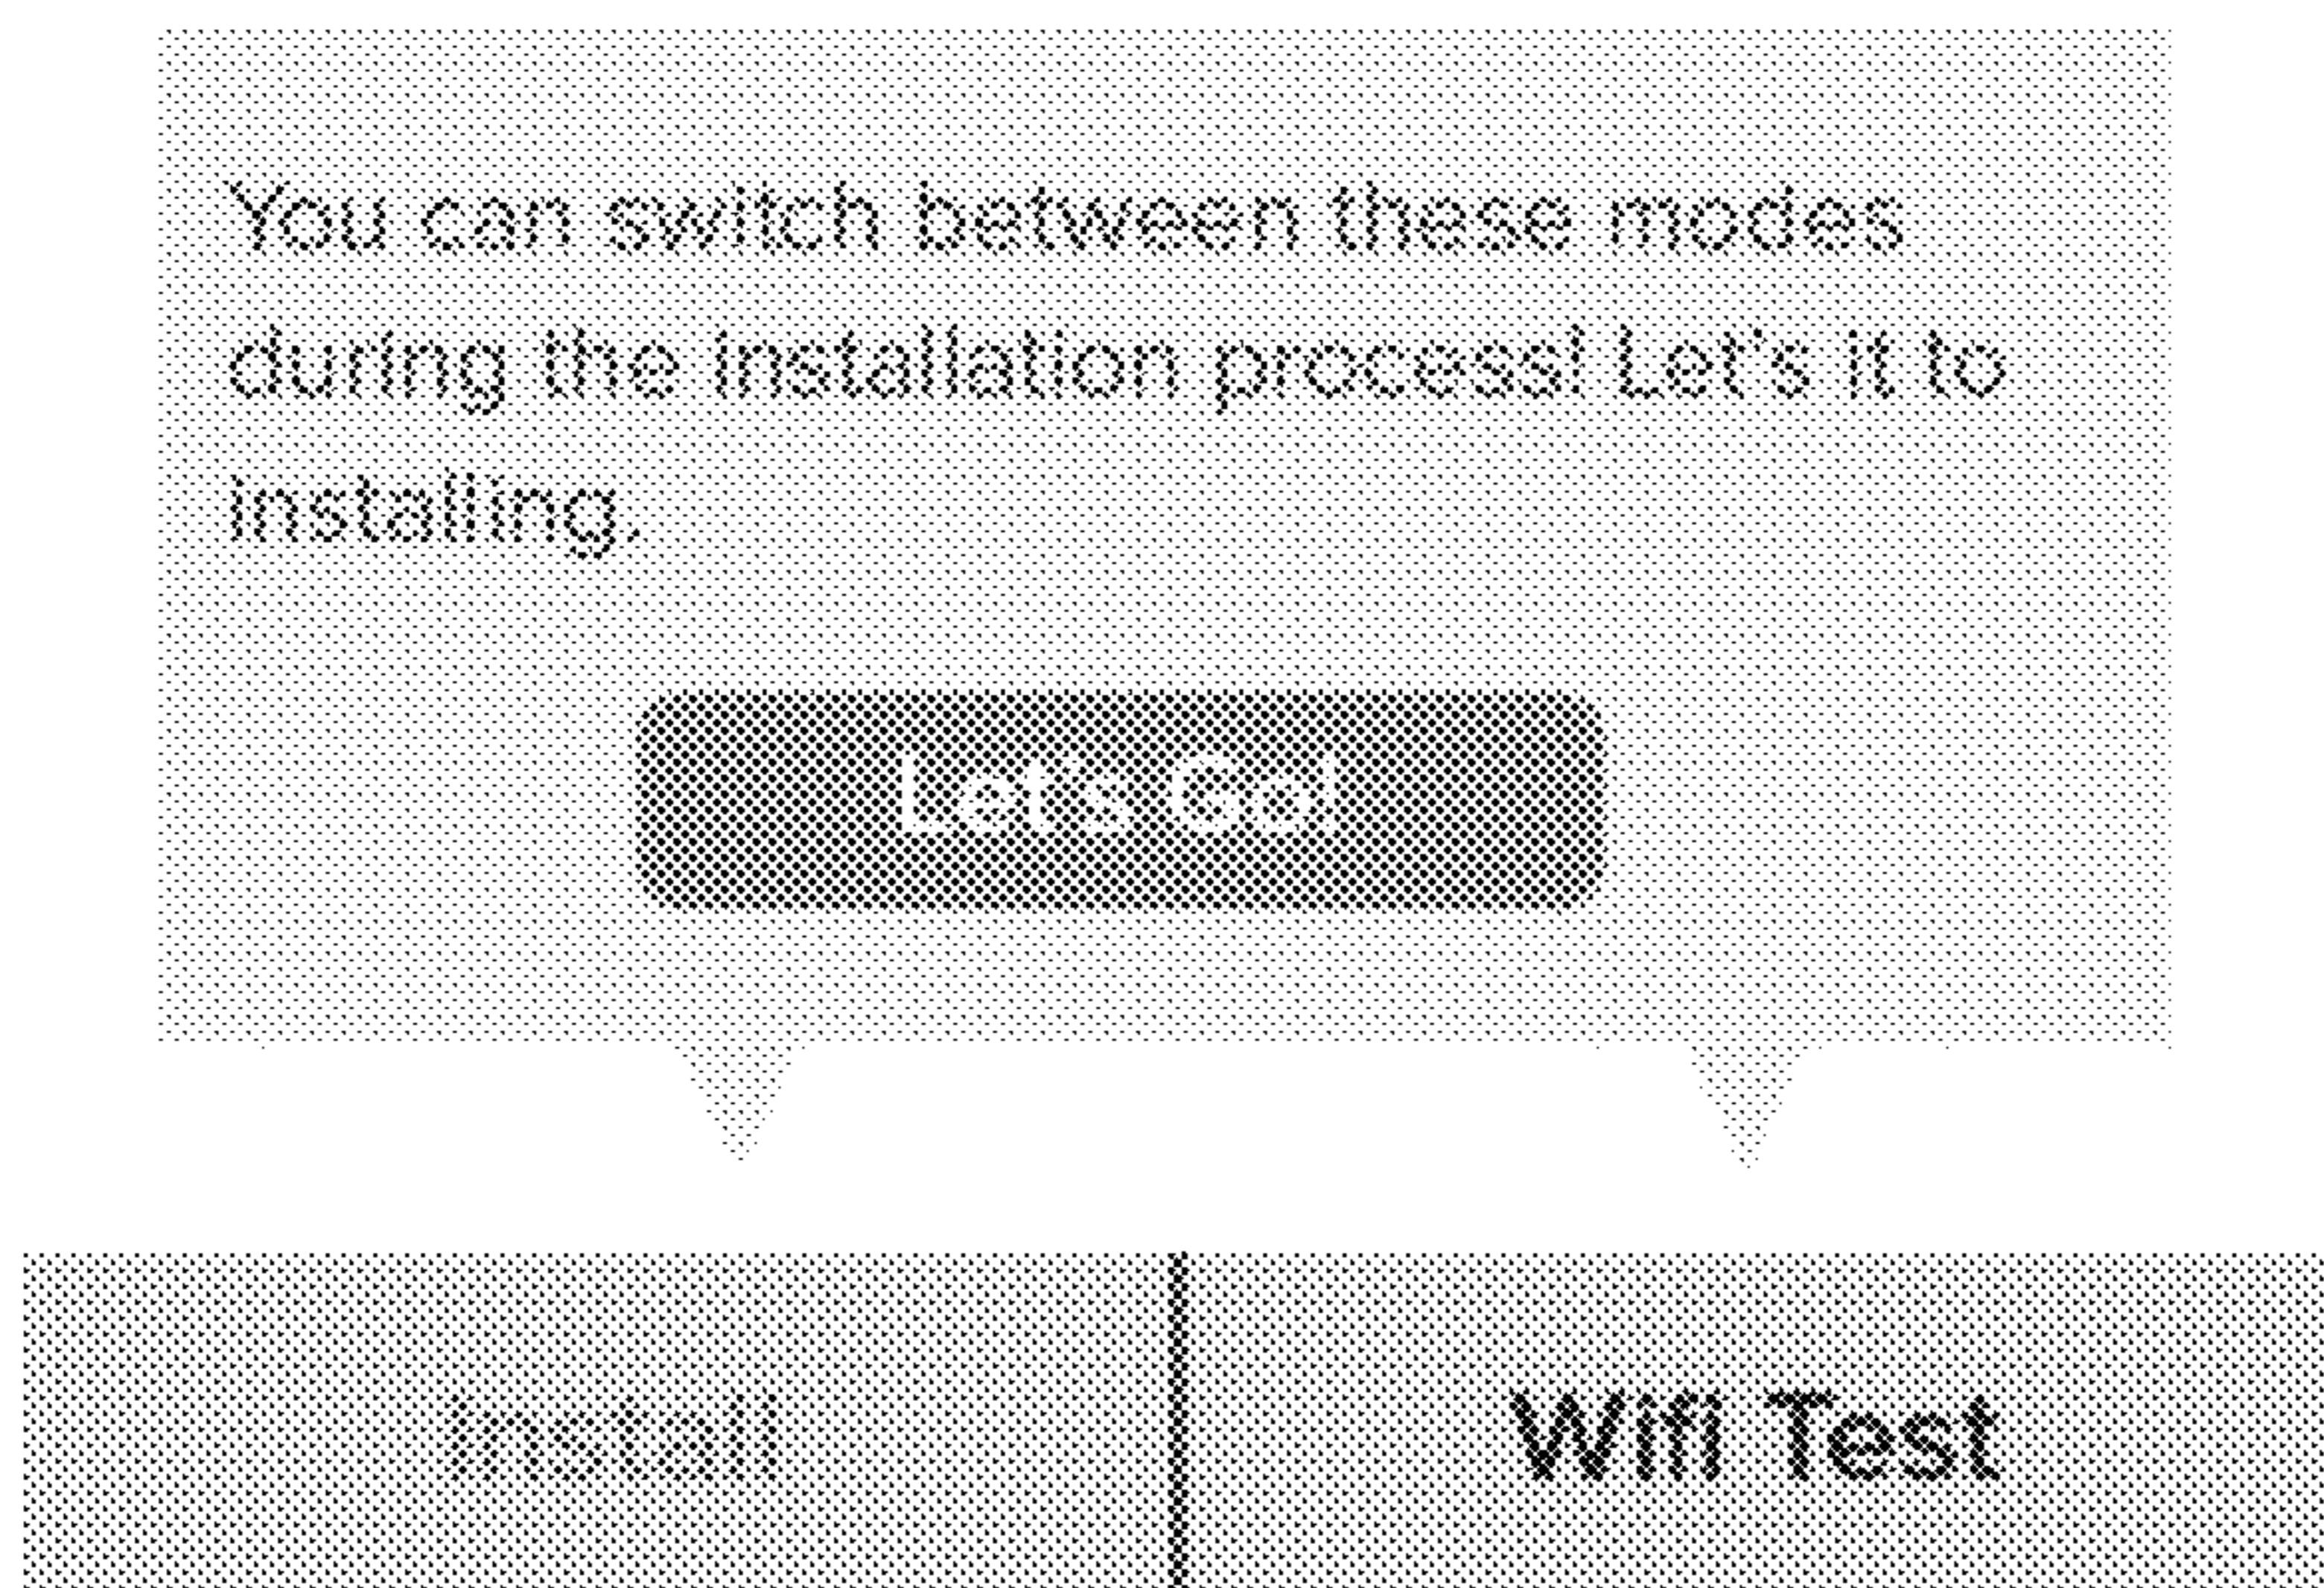 You can switch between these modes
during the installation process! Let's it to
installing.
Let's Go!
Install
Wifi Test